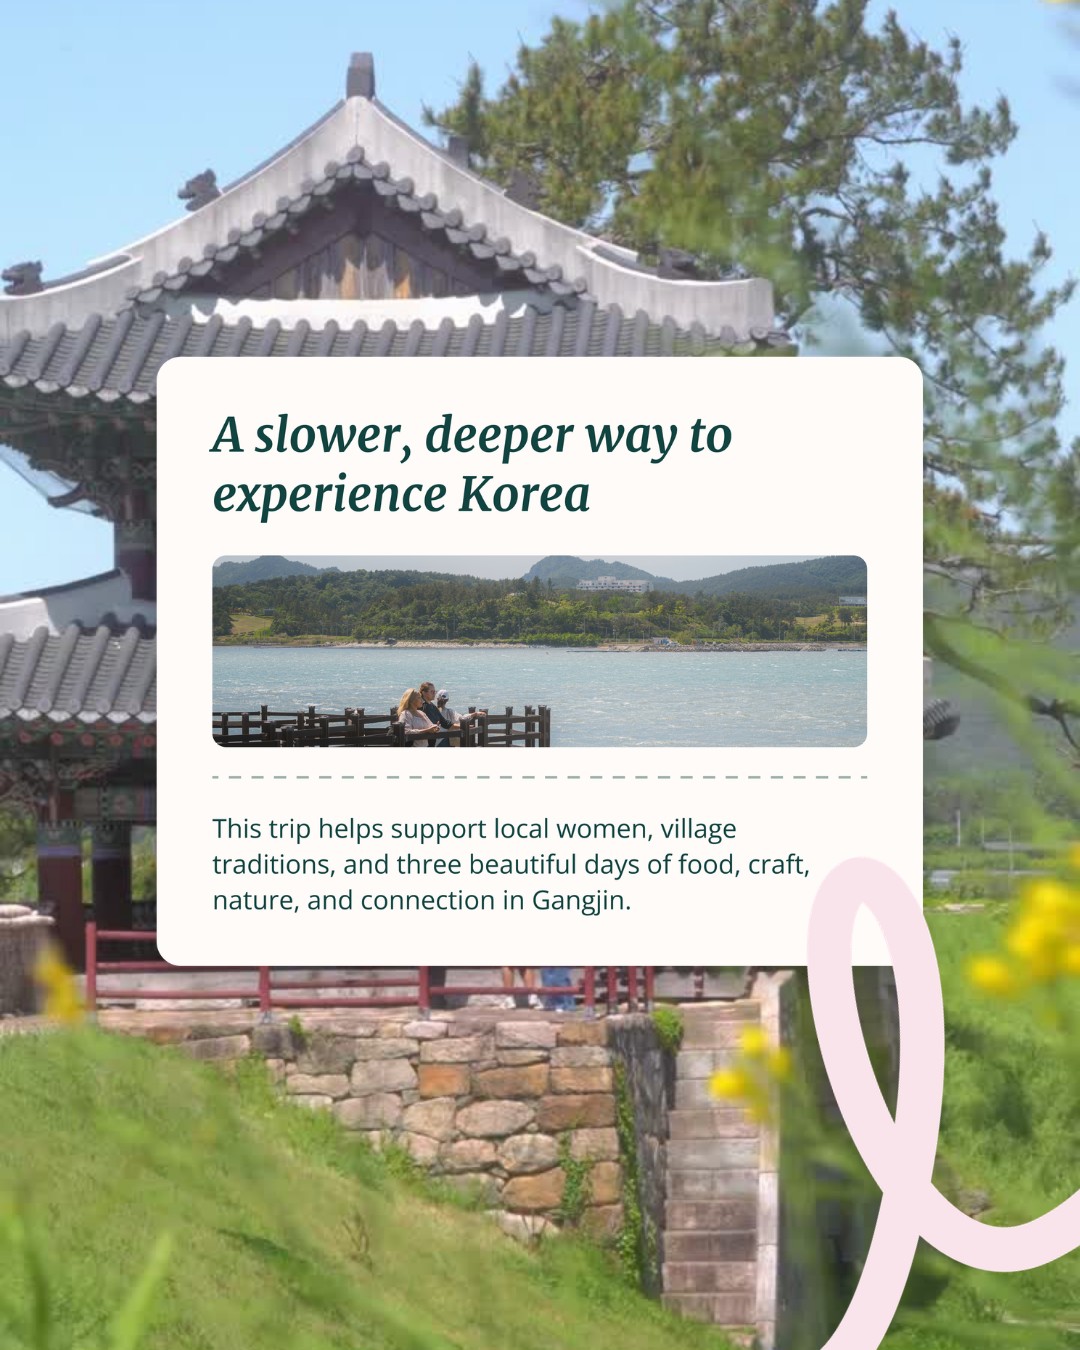 A slower, deeper way to
experience Korea
This trip helps support local women, village
traditions, and three beautiful days of food, craft,
nature, and connection in Gangjin.